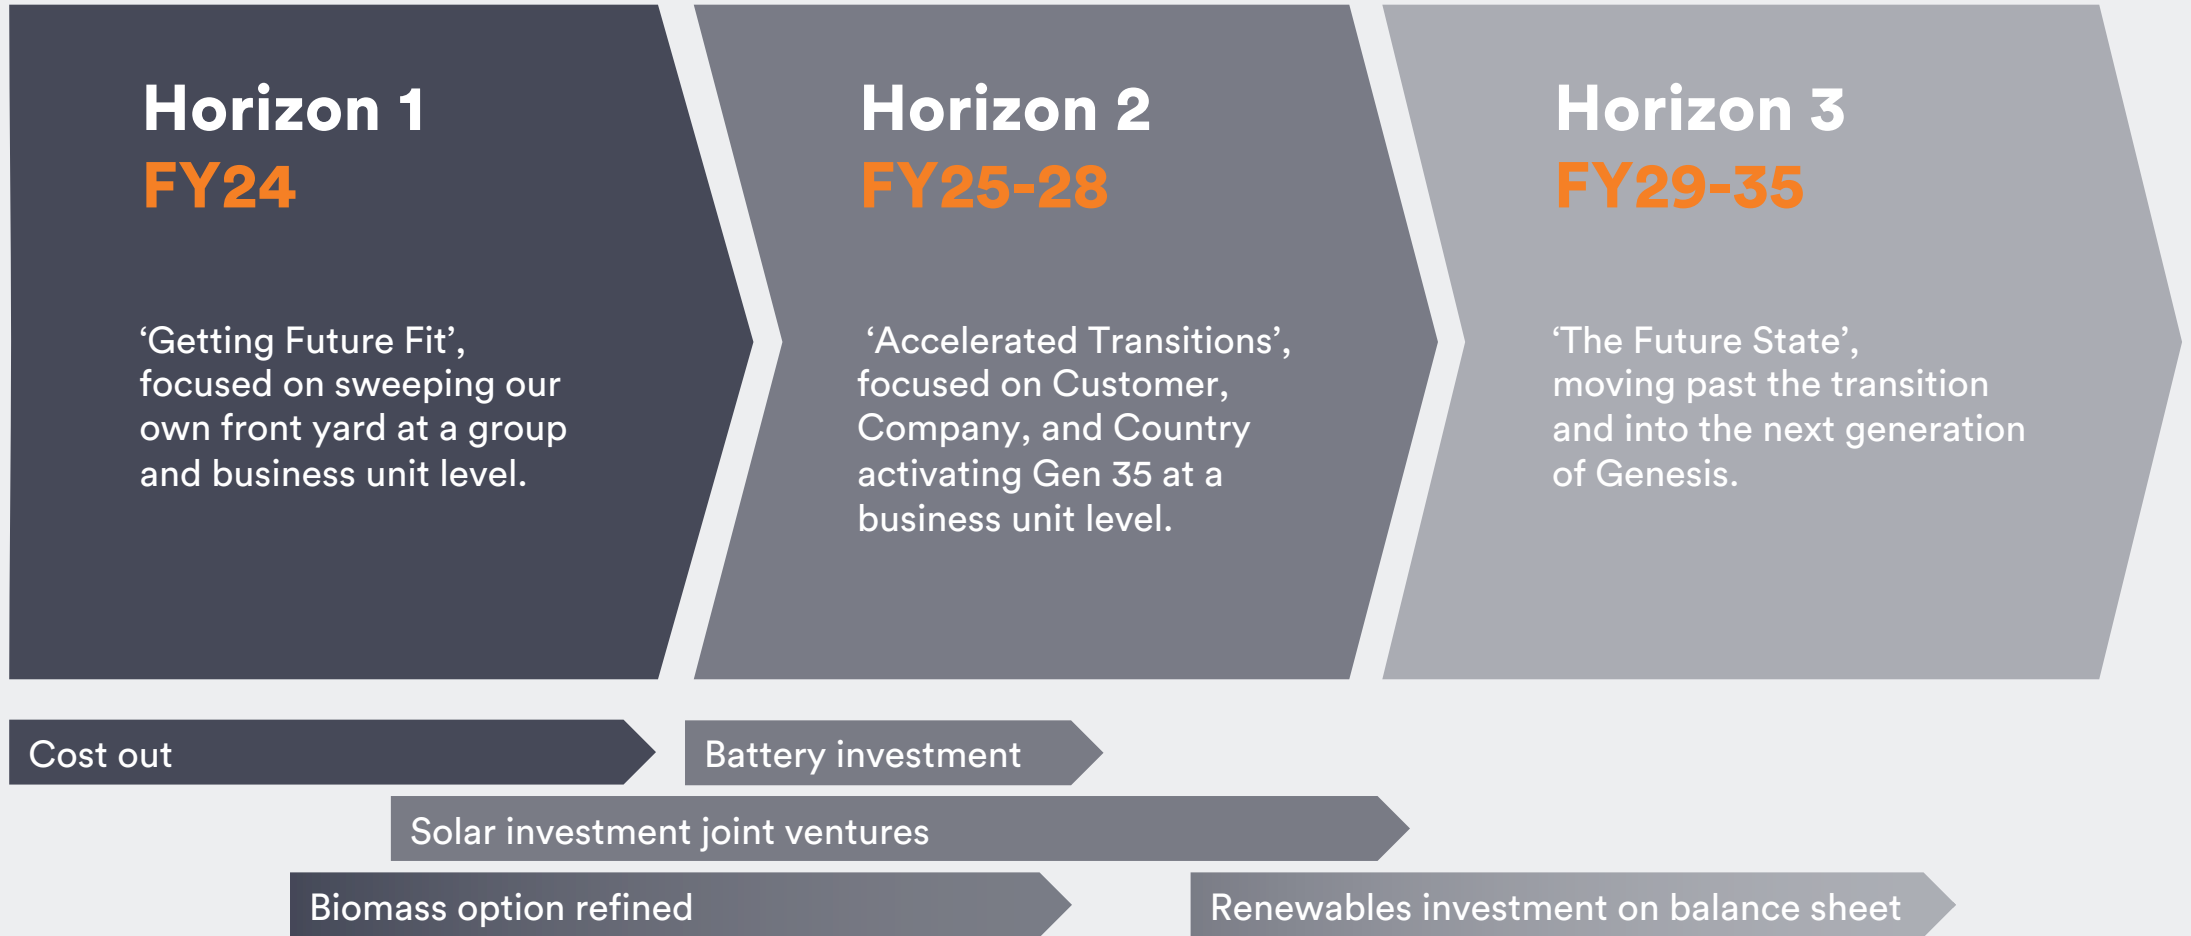 Horizon 1
FY24
‘Getting Future Fit’,
focused on sweeping our
own front yard at a group
and business unit level.
Horizon 2
FY25-28
‘Accelerated Transitions’,
focused on Customer,
Company, and Country
activating Gen 35 at a
business unit level.
Horizon 3
FY29-35
‘The Future State’,
moving past the transition
and into the next generation
of Genesis.
Cost out
Battery investment
Solar investment joint ventures
Biomass option refined
Renewables investment on balance sheet